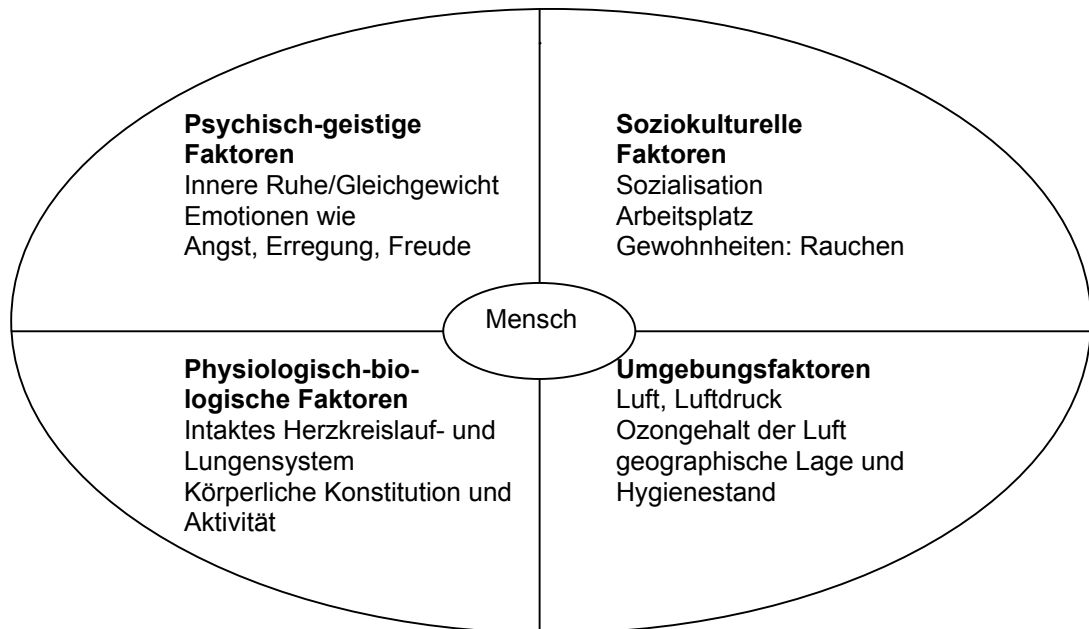 Psychisch-geistige
Faktoren
Innere Ruhe/Gleichgewicht
Emotionen wie
Angst, Erregung, Freude
Soziokulturelle
Faktoren
Sozialisation
Arbeitsplatz
Gewohnheiten: Rauchen
Mensch
Physiologisch-bio-
logische Faktoren
Intaktes Herzkreislauf- und
Lungensystem
Körperliche Konstitution und
Aktivität
Umgebungsfaktoren
Luft, Luftdruck
Ozongehalt der Luft
geographische Lage und
Hygienestand